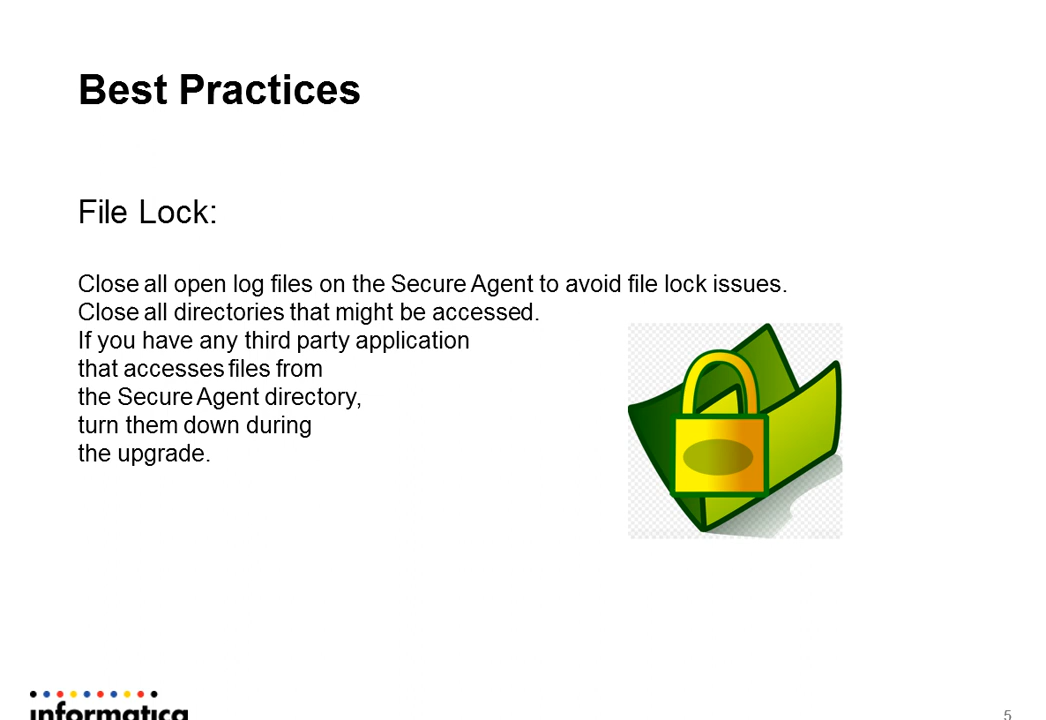 Best Practices
File Lock:
Close all open log files on the Secure Agent to avoid file lock issues.
Close all directories that might be accessed.
If you have any third party application
that accesses files from
the Secure Agent directory,
turn them down during
the upgrade.
informatica
5